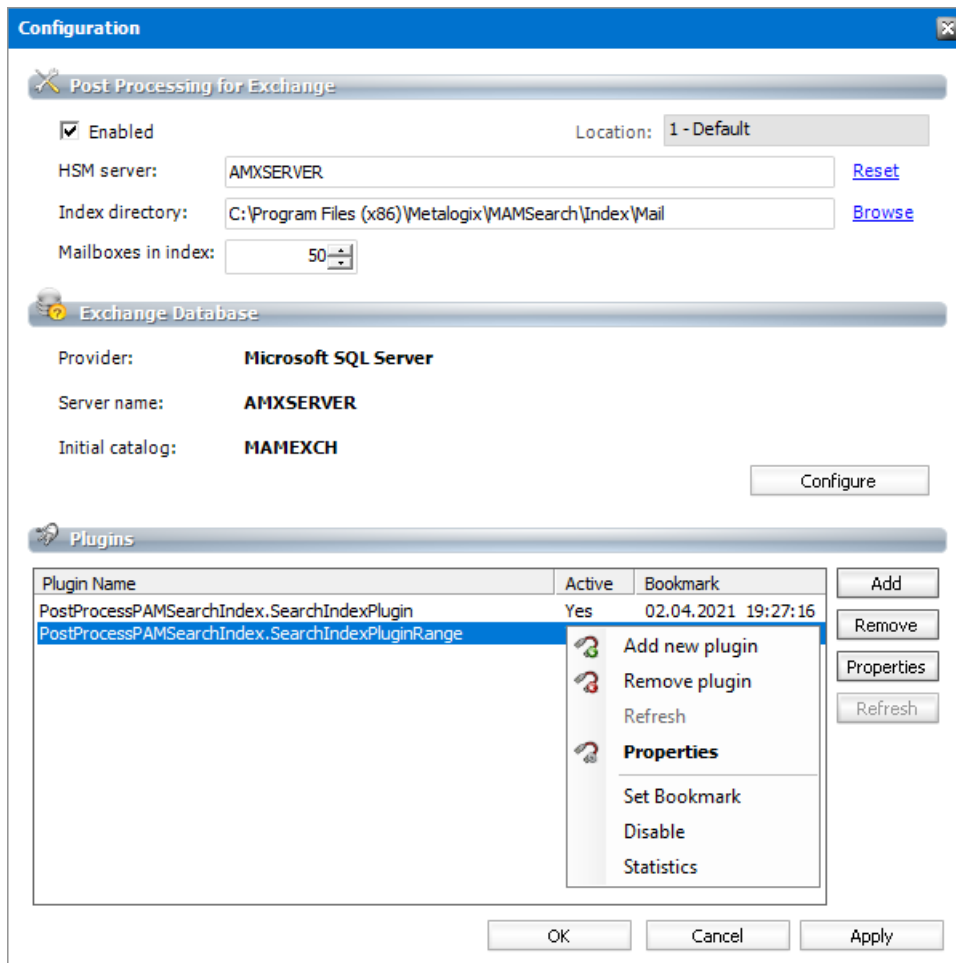 Configuration
Post Processing for Exchange
Enabled
Location: 1 - Default
HSM server: AMXSERVER Reset
Index directory: C:\Program Files (x86)\Metalogix\MAMSearch\Index\Mail Browse
Mailboxes in index: 50
Exchange Database
Provider: Microsoft SQL Server
Server name: AMXSERVER
Initial catalog: MAMEXCH
Configure
Plugins
Plugin Name Active Bookmark Add
PostProcessPAMSearchIndex.SearchIndexPlugin Yes 02.04.2021 19:27:16
PostProcessPAMSearchIndex.SearchIndexPluginRange Remove
Add new plugin
Remove plugin Properties
Refresh Refresh
Properties
Set Bookmark
Disable
Statistics
OK Cancel Apply